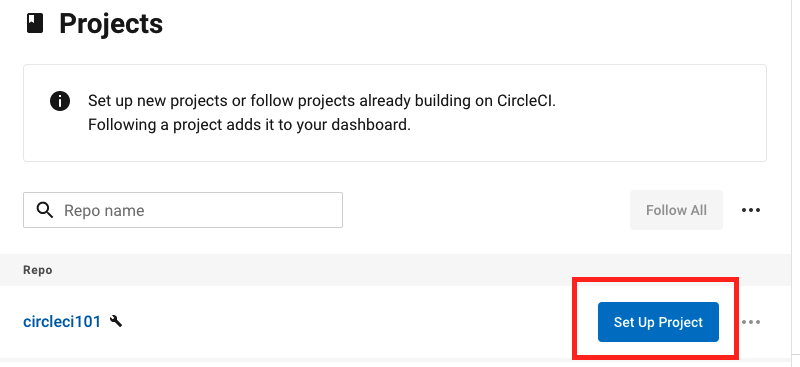 Projects
Set up new projects or follow projects already building on CircleCI.
Following a project adds it to your dashboard.
Repo name
Follow All
Repo
circleci101
Set Up Project